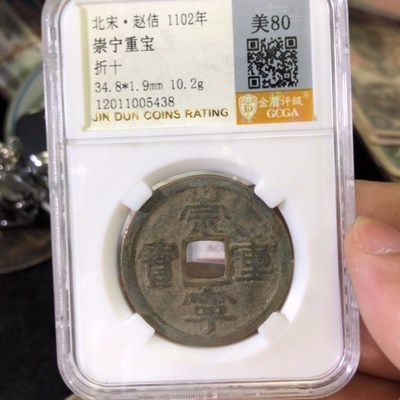 北宋·赵佶 1102年
崇宁重宝
折十
34.8*1.9mm 10.2g
12011005438
JIN DUN COINS RATING
美80
金盾评级®
GCGA
崇寧重寳